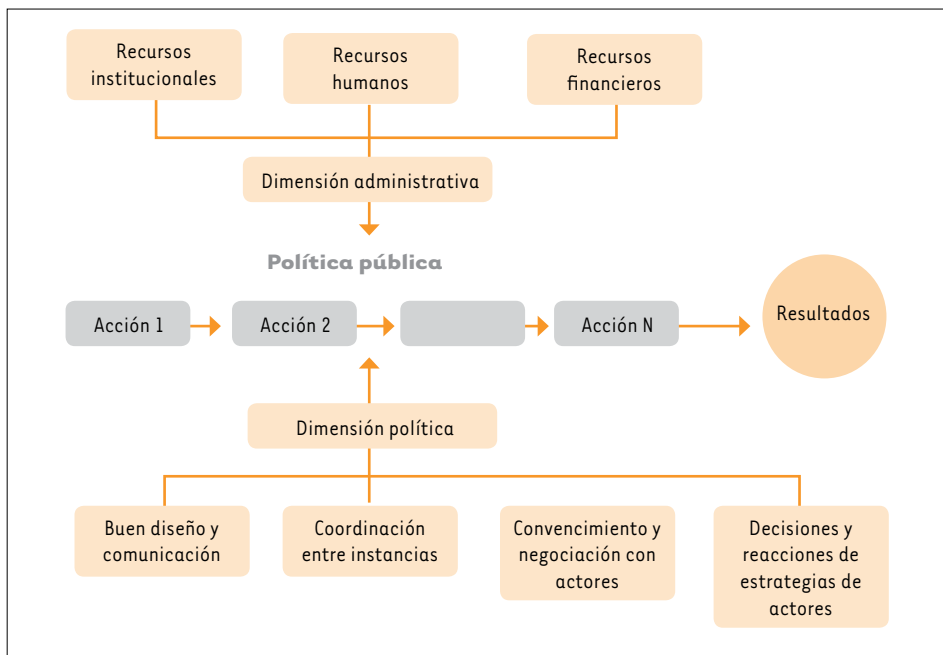 Recursos
institucionales
Recursos
humanos
Recursos
financieros
Dimensión administrativa
Política pública
Acción 1
Acción 2
Acción N
Resultados
Dimensión política
Buen diseño y
comunicación
Coordinación
entre instancias
Convencimiento y
negociación con
actores
Decisiones y
reacciones de
estrategias de
actores